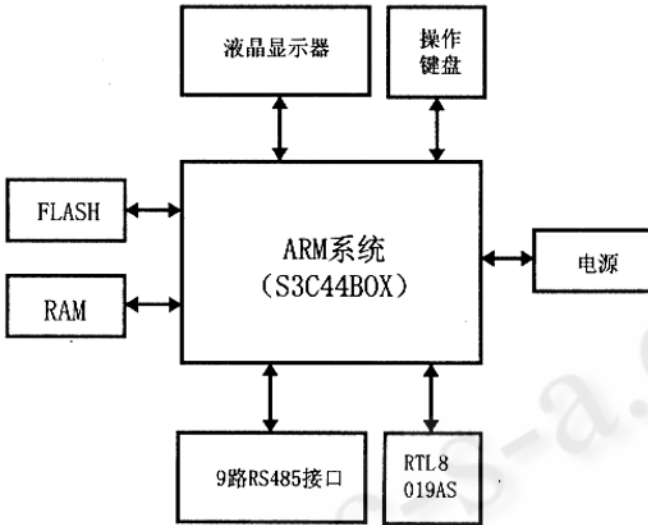 液晶显示器
操作
键盘
FLASH
RAM
ARM系统
(S3C44BOX)
电源
9路RS485接口
RTL8
019AS